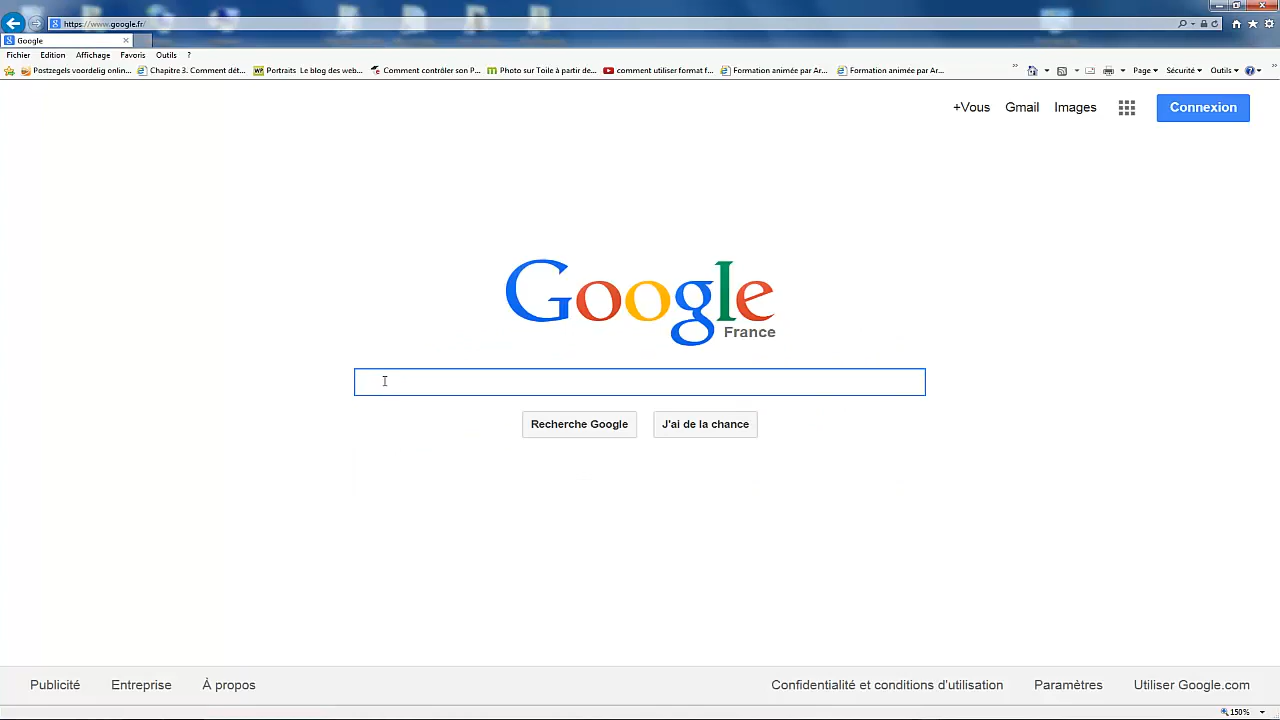 https://www.google.fr/
Google
Fichier Edition Affichage Favoris Outils ?
Postzegels voordelig onlin... Chapitre 3. Comment dét... Portraits Le blog des web... Comment contrôler son P... Photo sur Toile à partir de... comment utiliser format f... Formation animée par Ar... Formation animée par Ar... Page Sécurité Outils
+Vous Gmail Images Connexion
Google
France
Recherche Google J'ai de la chance
Publicité Entreprise À propos Confidentialité et conditions d'utilisation Paramètres Utiliser Google.com
150%